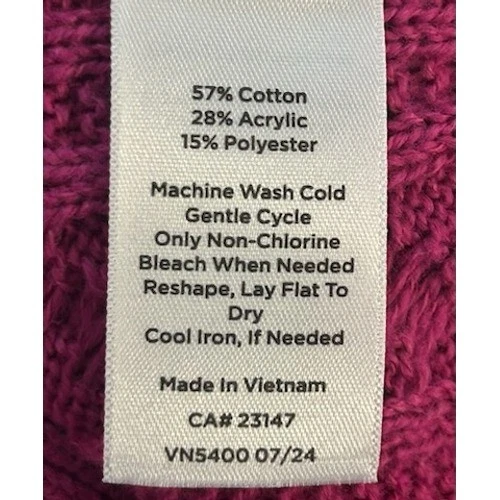 57% Cotton
28% Acrylic
15% Polyester
Machine Wash Cold
Gentle Cycle
Only Non-Chlorine
Bleach When Needed
Reshape, Lay Flat To
Dry
Cool Iron, If Needed
Made In Vietnam
CA# 23147
VN5400 07/24